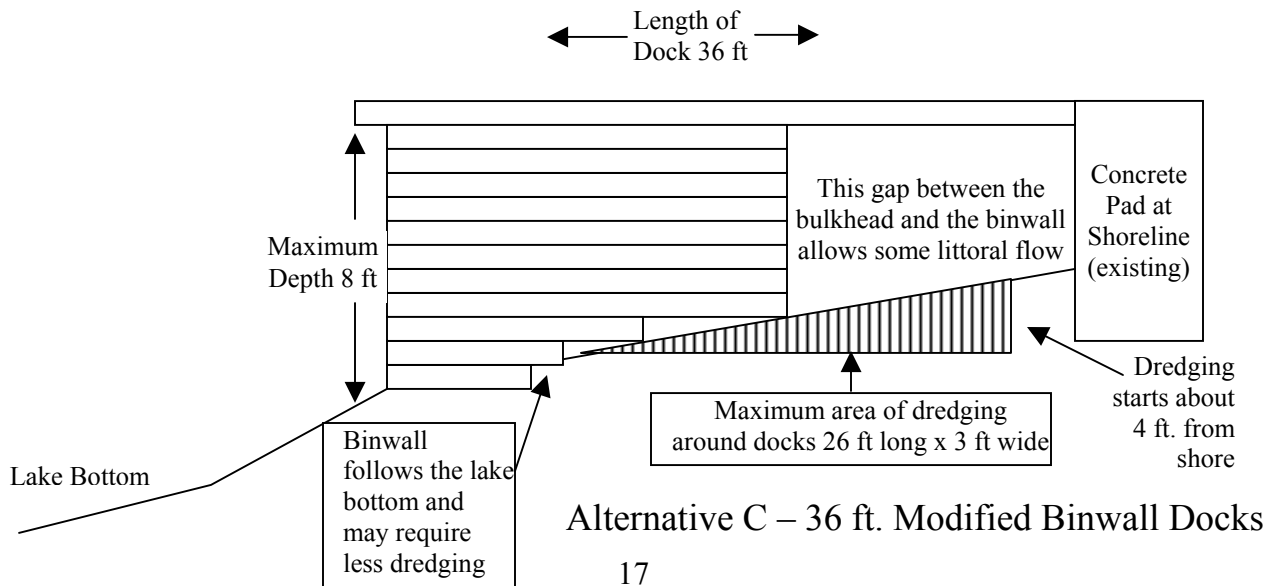 Length of
Dock 36 ft
This gap between the
bulkhead and the binwall
allows some littoral flow
Concrete
Pad at
Shoreline
(existing)
Maximum
Depth 8 ft
Dredging
starts about
4 ft. from
shore
Maximum area of dredging
around docks 26 ft long x 3 ft wide
Binwall
follows the lake
bottom and
may require
less dredging
Lake Bottom
Alternative C – 36 ft. Modified Binwall Docks
17